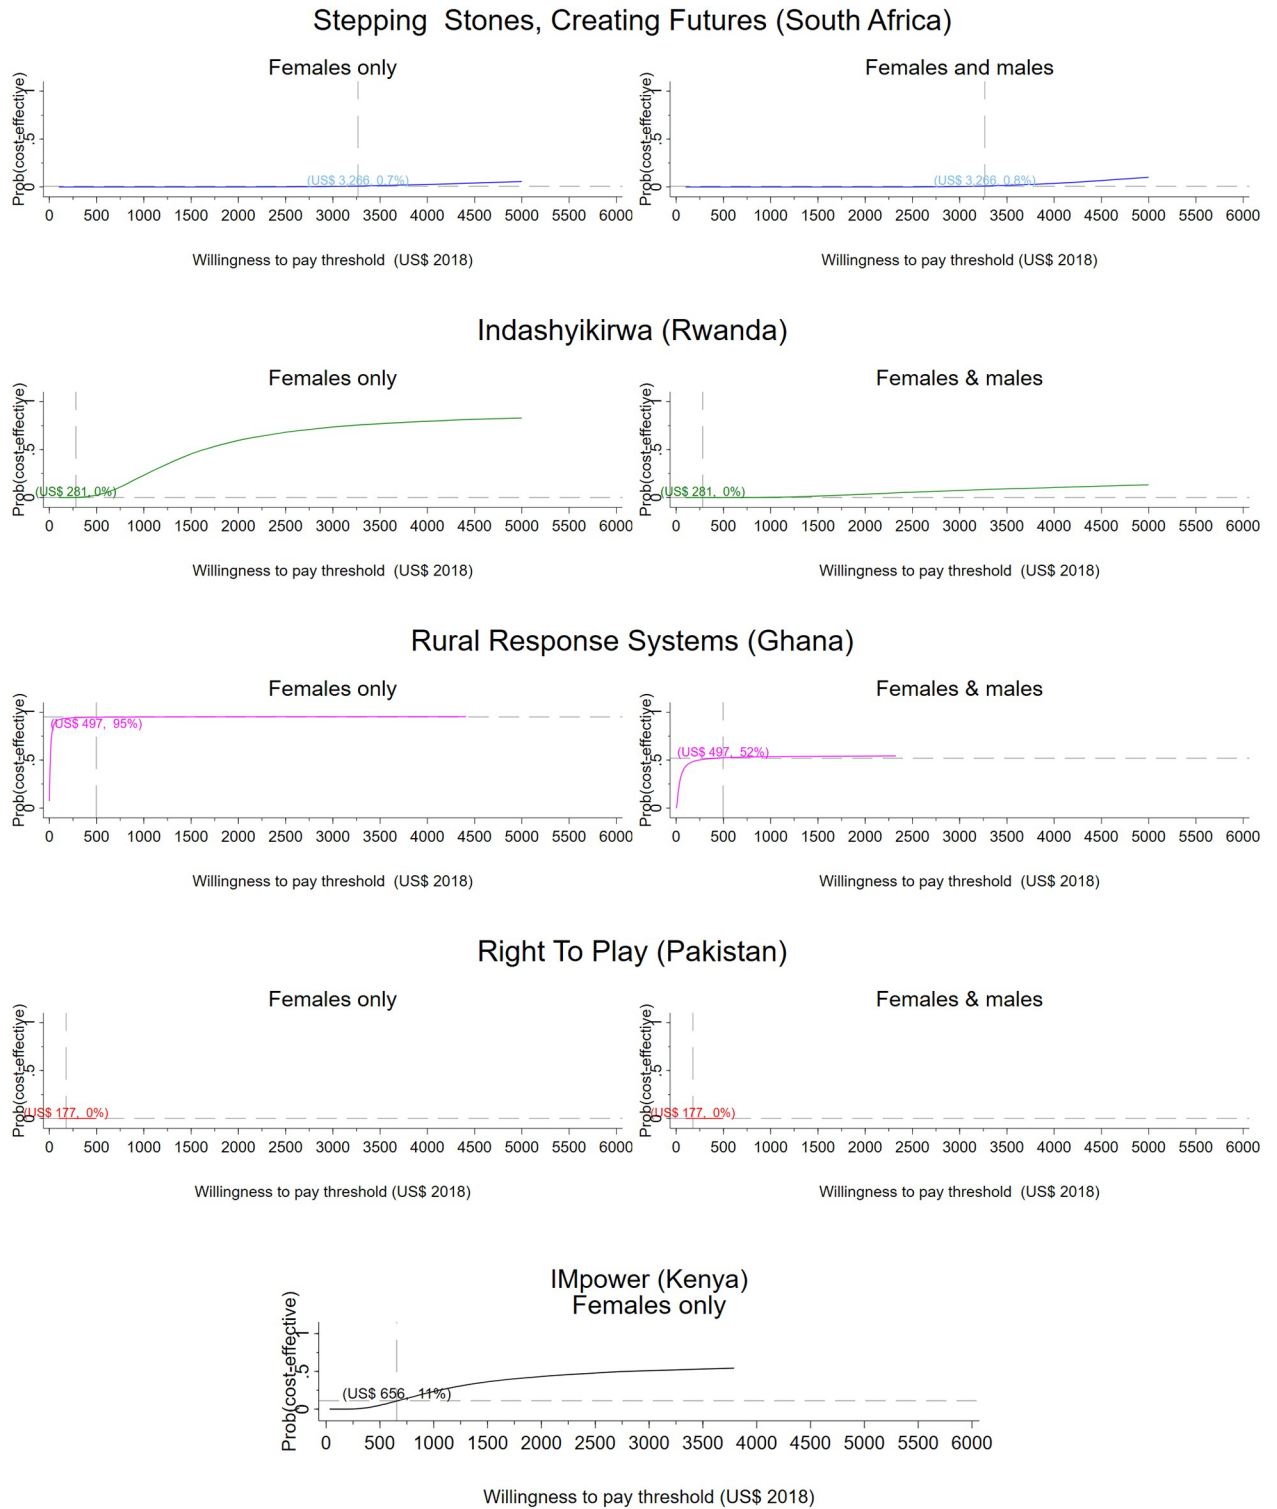 Stepping  Stones, Creating Futures (South Africa)
Females only
Females and males
Prob(cost-effective)
0 .5 1
(US$ 3,266  0.7%)
0 500 1000 1500 2000 2500 3000 3500 4000 4500 5000 5500 6000
Willingness to pay threshold  (US$ 2018)
Prob(cost-effective)
0 .5 1
(US$ 3,266  0.8%)
0 500 1000 1500 2000 2500 3000 3500 4000 4500 5000 5500 6000
Willingness to pay threshold (US$ 2018)
Indashyikirwa (Rwanda)
Females only
Females & males
Prob(cost-effective)
0 .5 1
(US$ 281, 0%)
0 500 1000 1500 2000 2500 3000 3500 4000 4500 5000 5500 6000
Willingness to pay threshold  (US$ 2018)
Prob(cost-effective)
0 .5 1
(US$ 281,  0%)
0 500 1000 1500 2000 2500 3000 3500 4000 4500 5000 5500 6000
Willingness to pay threshold  (US$ 2018)
Rural Response Systems (Ghana)
Females only
Females & males
Prob(cost-effective)
0 .5 1
(US$ 497,  95%)
0 500 1000 1500 2000 2500 3000 3500 4000 4500 5000 5500 6000
Willingness to pay threshold  (US$ 2018)
Prob(cost-effective)
0 .5 1
(US$ 497,  52%)
0 500 1000 1500 2000 2500 3000 3500 4000 4500 5000 5500 6000
Willingness to pay threshold  (US$ 2018)
Right To Play (Pakistan)
Females only
Females & males
Prob(cost-effective)
0 .5 1
(US$ 177,  0%)
0 500 1000 1500 2000 2500 3000 3500 4000 4500 5000 5500 6000
Willingness to pay threshold (US$ 2018)
Prob(cost-effective)
0 .5 1
(US$ 177,  0%)
0 500 1000 1500 2000 2500 3000 3500 4000 4500 5000 5500 6000
Willingness to pay threshold  (US$ 2018)
IMpower (Kenya)
Females only
Prob(cost-effective)
0 .5 1
(US$ 656,  11%)
0 500 1000 1500 2000 2500 3000 3500 4000 4500 5000 5500 6000
Willingness to pay threshold (US$ 2018)